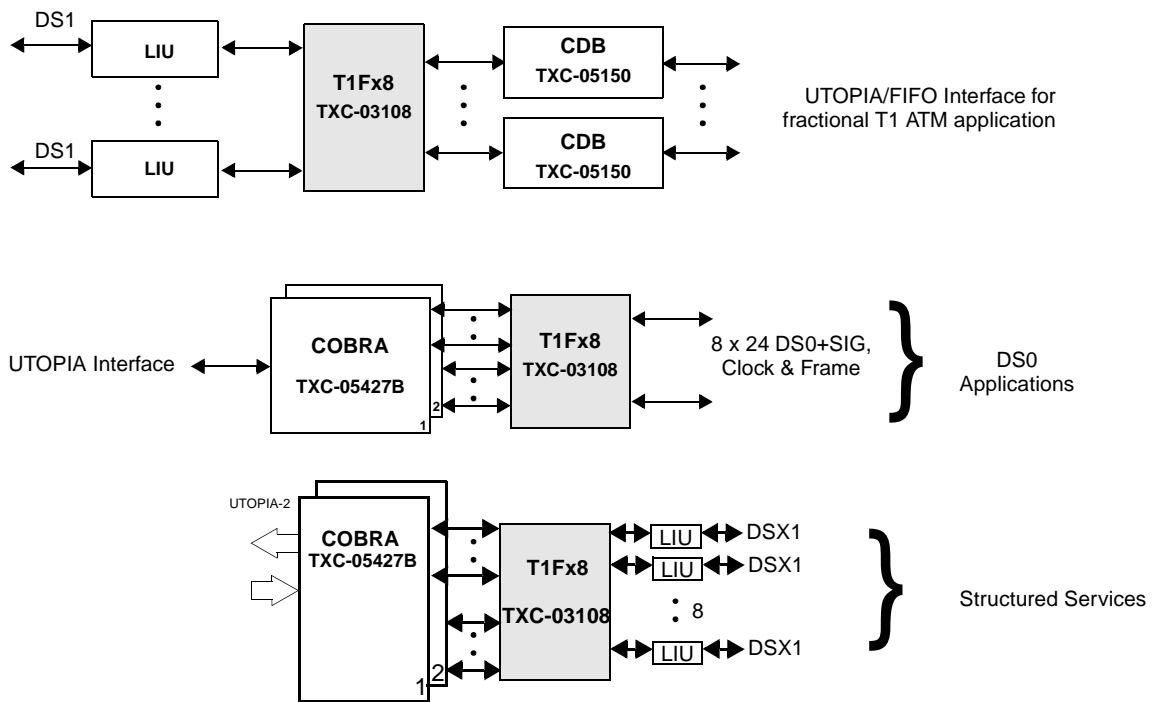 DS1
LIU
T1Fx8
TXC-03108
CDB
TXC-05150
UTOPIA/FIFO Interface for
fractional T1 ATM application
DS1
LIU
CDB
TXC-05150
UTOPIA Interface
COBRA
TXC-05427B
1
2
T1Fx8
TXC-03108
8 x 24 DS0+SIG,
Clock & Frame
DS0
Applications
UTOPIA-2
COBRA
TXC-05427B
1
2
T1Fx8
TXC-03108
LIU
DSX1
LIU
DSX1
8
LIU
DSX1
Structured Services